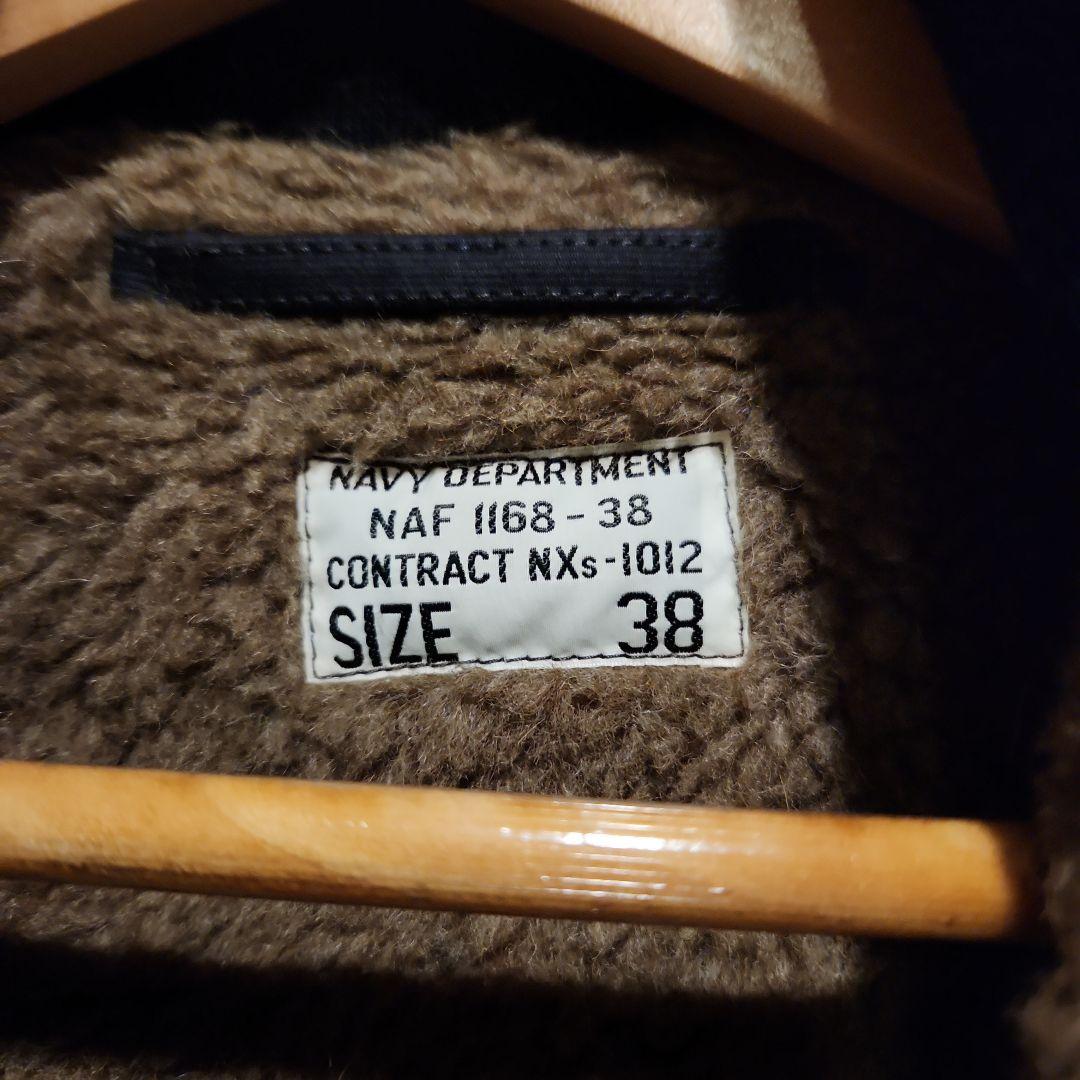 NAVY DEPARTMENT
NAF 1168-38
CONTRACT NXs-1012
SIZE 38